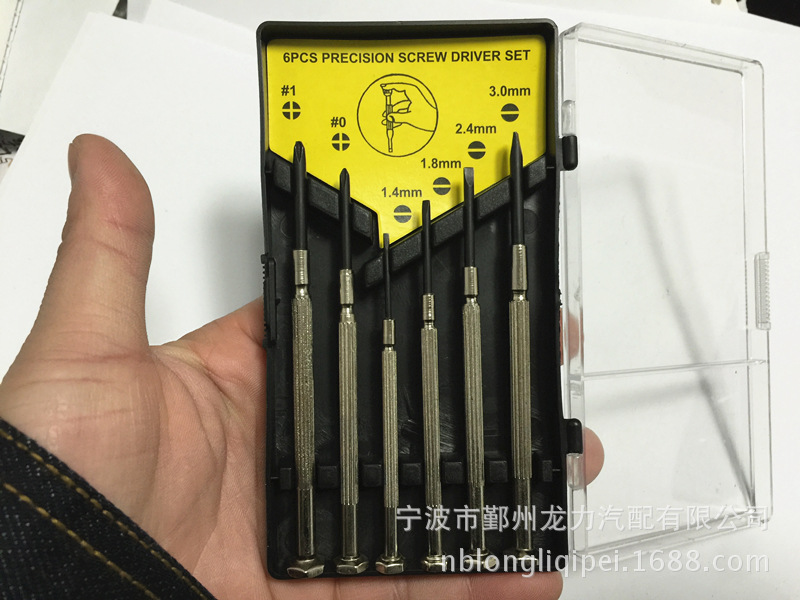 6PCS PRECISION SCREW DRIVER SET
#1
#0
3.0mm
2.4mm
1.8mm
1.4mm
宁波市鄞州龙力汽配有限公司
nblongliqipei.1688.com